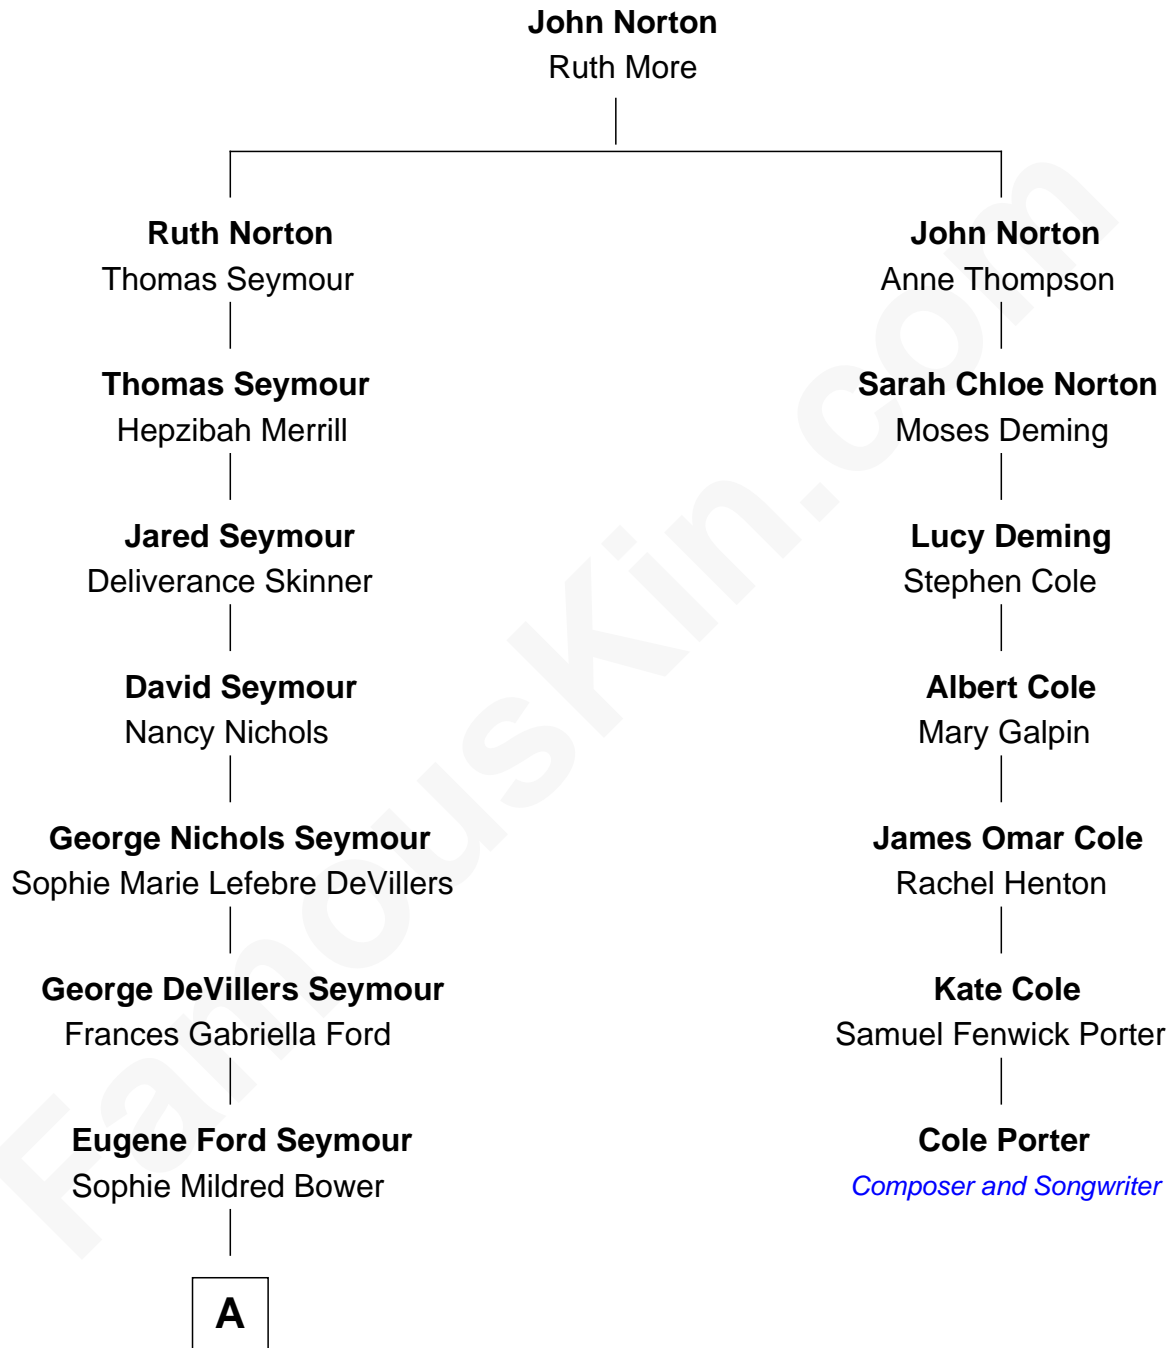 John Norton
Ruth More
Ruth Norton
Thomas Seymour
John Norton
Anne Thompson
Thomas Seymour
Hepzibah Merrill
Sarah Chloe Norton
Moses Deming
Jared Seymour
Deliverance Skinner
Lucy Deming
Stephen Cole
David Seymour
Nancy Nichols
Albert Cole
Mary Galpin
George Nichols Seymour
Sophie Marie Lefebre DeVillers
James Omar Cole
Rachel Henton
George DeVillers Seymour
Frances Gabriella Ford
Kate Cole
Samuel Fenwick Porter
Eugene Ford Seymour
Sophie Mildred Bower
Cole Porter
Composer and Songwriter
A
FamousKin.com